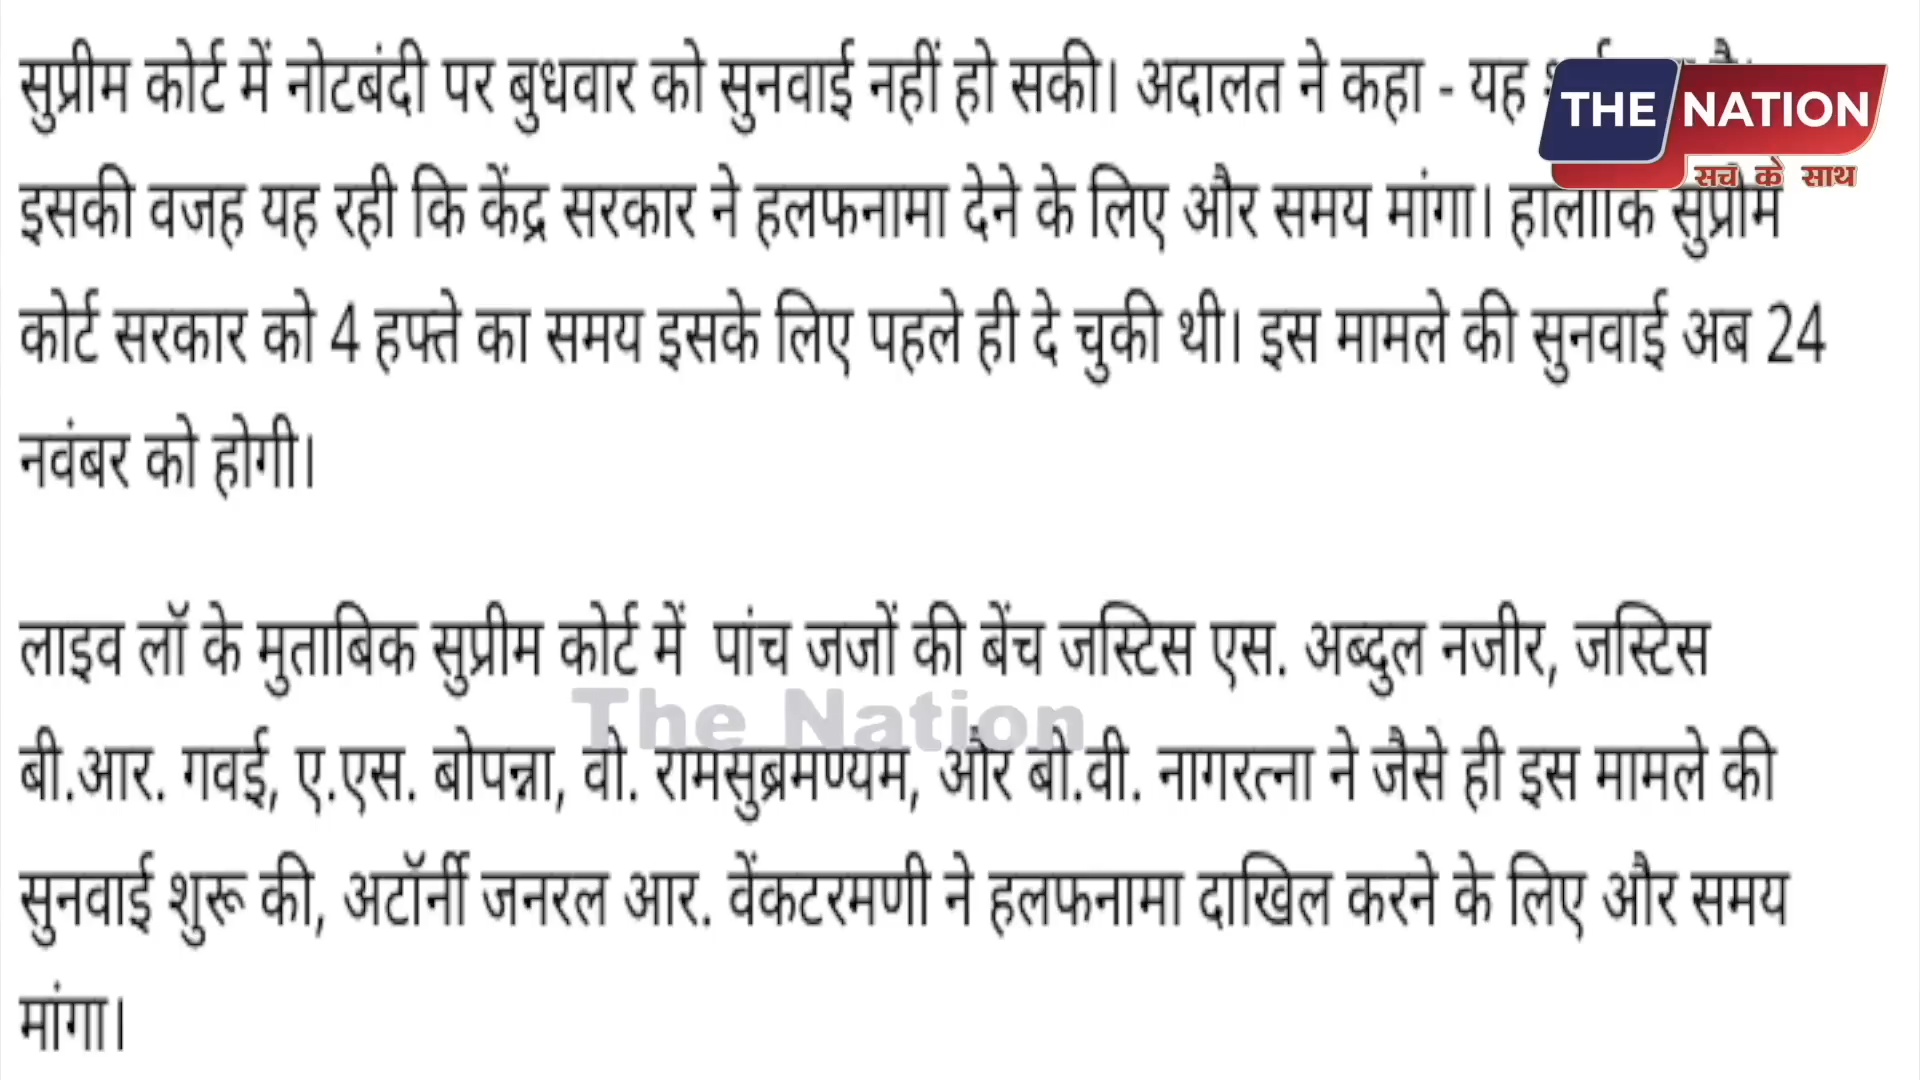 सुप्रीम कोर्ट में नोटबंदी पर बुधवार को सुनवाई नहीं हो सकी। अदालत ने कहा - यह
THE NATION
सच के साथ
इसकी वजह यह रही कि केंद्र सरकार ने हलफनामा देने के लिए और समय मांगा। हालांकि सुप्रीम
कोर्ट सरकार को 4 हफ्ते का समय इसके लिए पहले ही दे चुकी थी। इस मामले की सुनवाई अब 24
नवंबर को होगी।
लाइव लॉ के मुताबिक सुप्रीम कोर्ट में पांच जजों की बेंच जस्टिस एस. अब्दुल नजीर, जस्टिस
The Nation
बी.आर. गवई, ए.एस. बोपन्ना, वी. रामसुब्रमण्यम, और बी.वी. नागरत्ना ने जैसे ही इस मामले की
सुनवाई शुरू की, अटॉर्नी जनरल आर. वेंकटरमणी ने हलफनामा दाखिल करने के लिए और समय
मांगा।